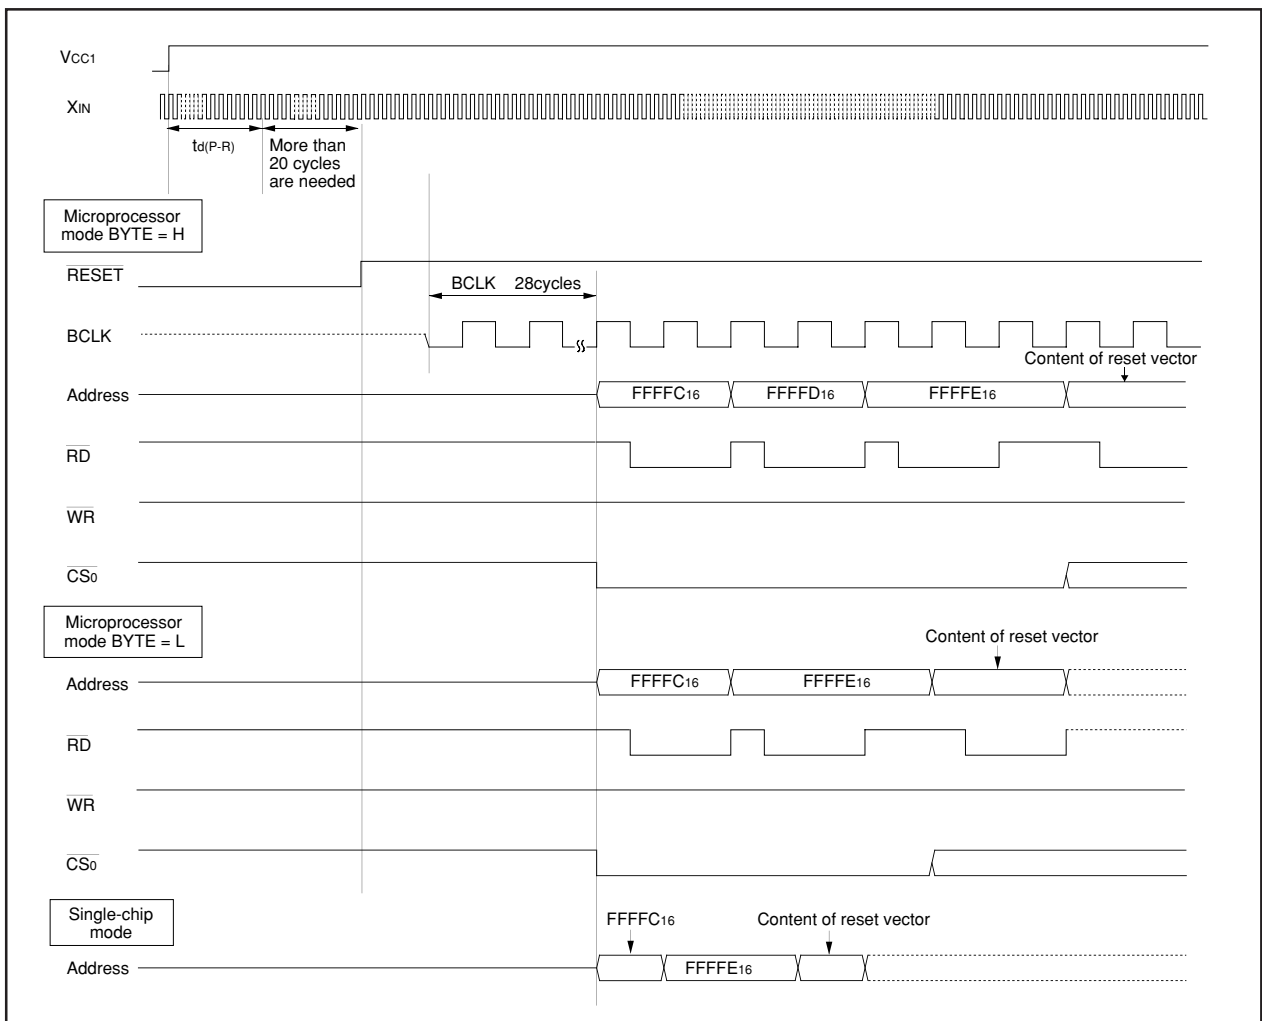 VCC1
XIN
td(P-R)
More than
20 cycles
are needed
Microprocessor
mode BYTE = H
RESET
BCLK 28cycles
BCLK
Content of reset vector
Address
FFFFC16
FFFFD16
FFFFE16
RD
WR
CS0
Microprocessor
mode BYTE = L
Content of reset vector
Address
FFFFC16
FFFFE16
RD
WR
CS0
Single-chip
mode
FFFFC16
Content of reset vector
Address
FFFFE16